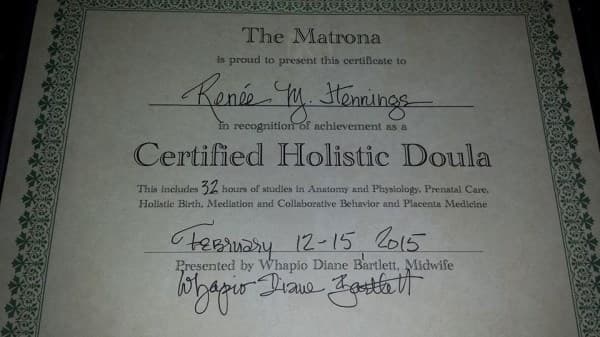 The Matrona
is proud to present this certificate to
Renée M. Hennings
In recognition of achievement as a
Certified Holistic Doula
This includes 32 hours of studies in Anatomy and Physiology, Prenatal Care,
Holistic Birth, Mediation and Collaborative Behavior and Placenta Medicine
February 12-15 2015
Presented by Whapio Diane Bartlett, Midwife
Whapio Diane Bartlett